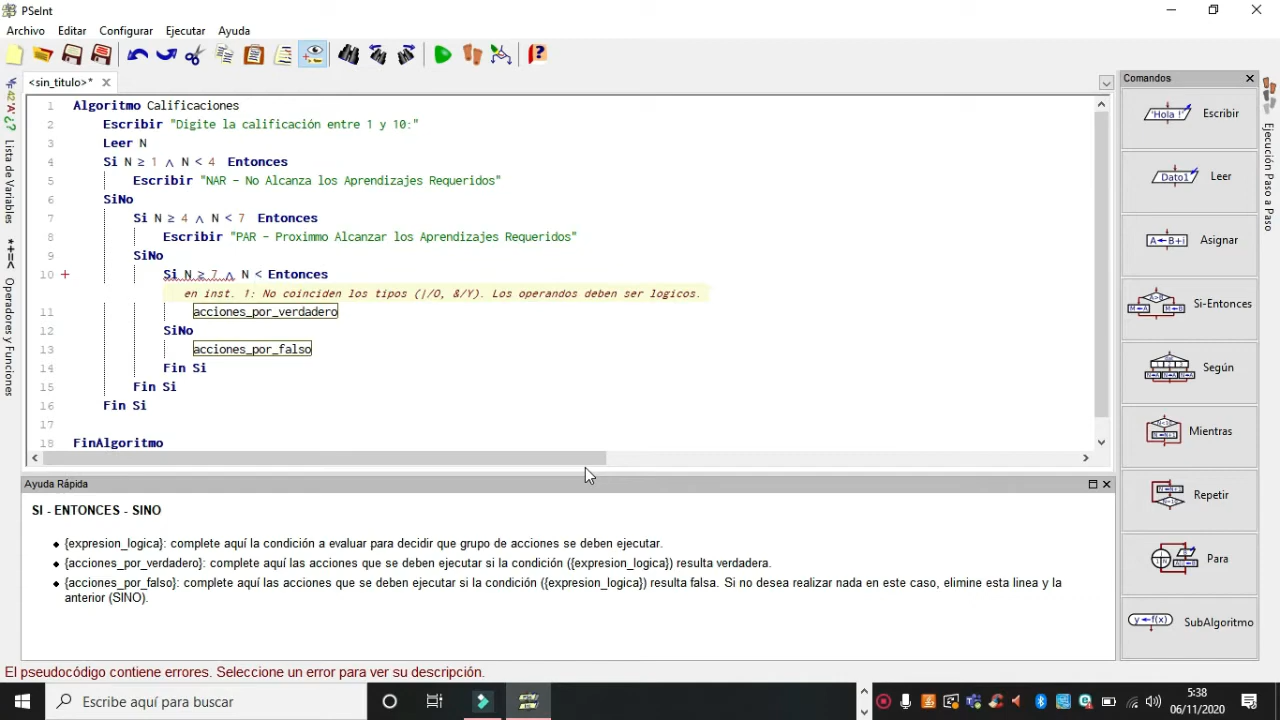 PSeInt
Archivo Editar Configurar Ejecutar Ayuda
<sin_titulo>*
Comandos
1 Algoritmo Calificaciones
2 Escribir "Digite la calificación entre 1 y 10:"
3 Leer N
4 Si N ≥ 1 ∧ N < 4 Entonces
5 Escribir "NAR - No Alcanza los Aprendizajes Requeridos"
6 SiNo
7 Si N ≥ 4 ∧ N < 7 Entonces
8 Escribir "PAR - Proximmo Alcanzar los Aprendizajes Requeridos"
9 SiNo
10 + Si N ≥ 7 ∧ N < Entonces
en inst. 1: No coinciden los tipos (|/O, &/Y). Los operandos deben ser logicos.
11 acciones_por_verdadero
12 SiNo
13 acciones_por_falso
14 Fin Si
15 Fin Si
16 Fin Si
17
18 FinAlgoritmo
Lista de Variables
Operadores y Funciones
'Hola !' Escribir
Dato1 Leer
A←B+i Asignar
Si-Entonces
Según
Mientras
Repetir
Para
y←f(x) SubAlgoritmo
Ejecución Paso a Paso
Ayuda Rápida
SI - ENTONCES - SINO
{expresion_logica}: complete aquí la condición a evaluar para decidir que grupo de acciones se deben ejecutar.
{acciones_por_verdadero}: complete aquí las acciones que se deben ejecutar si la condición ({expresion_logica}) resulta verdadera.
{acciones_por_falso}: complete aquí las acciones que se deben ejecutar si la condición ({expresion_logica}) resulta falsa. Si no desea realizar nada en este caso, elimine esta linea y la
anterior (SINO).
El pseudocódigo contiene errores. Seleccione un error para ver su descripción.
Escribe aquí para buscar
5:38
06/11/2020